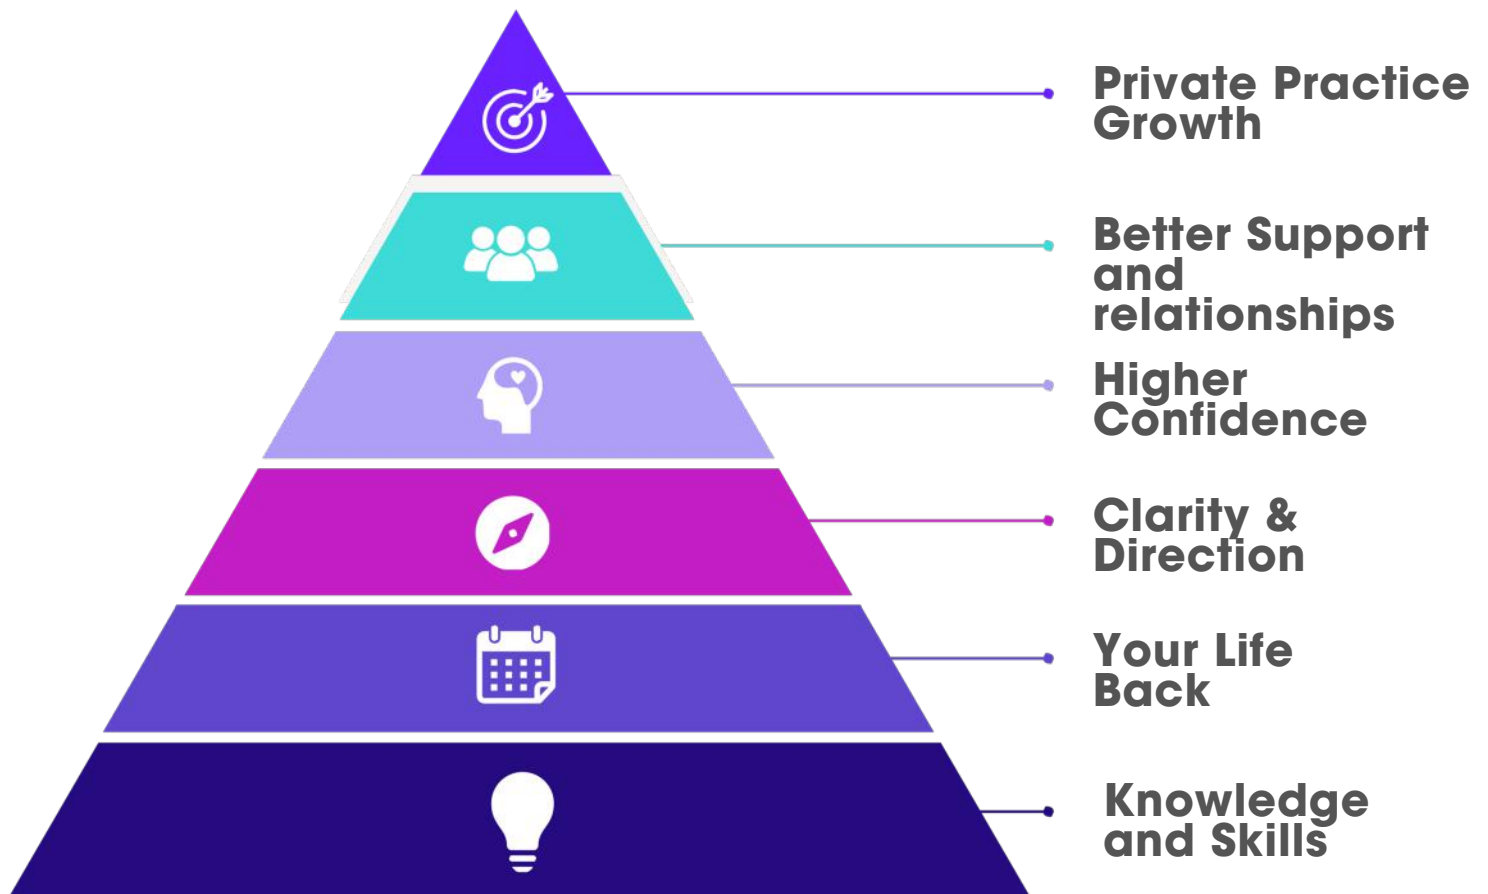 Private Practice
Growth
Better Support
and
relationships
Higher
Confidence
Clarity &
Direction
Your Life
Back
Knowledge
and Skills